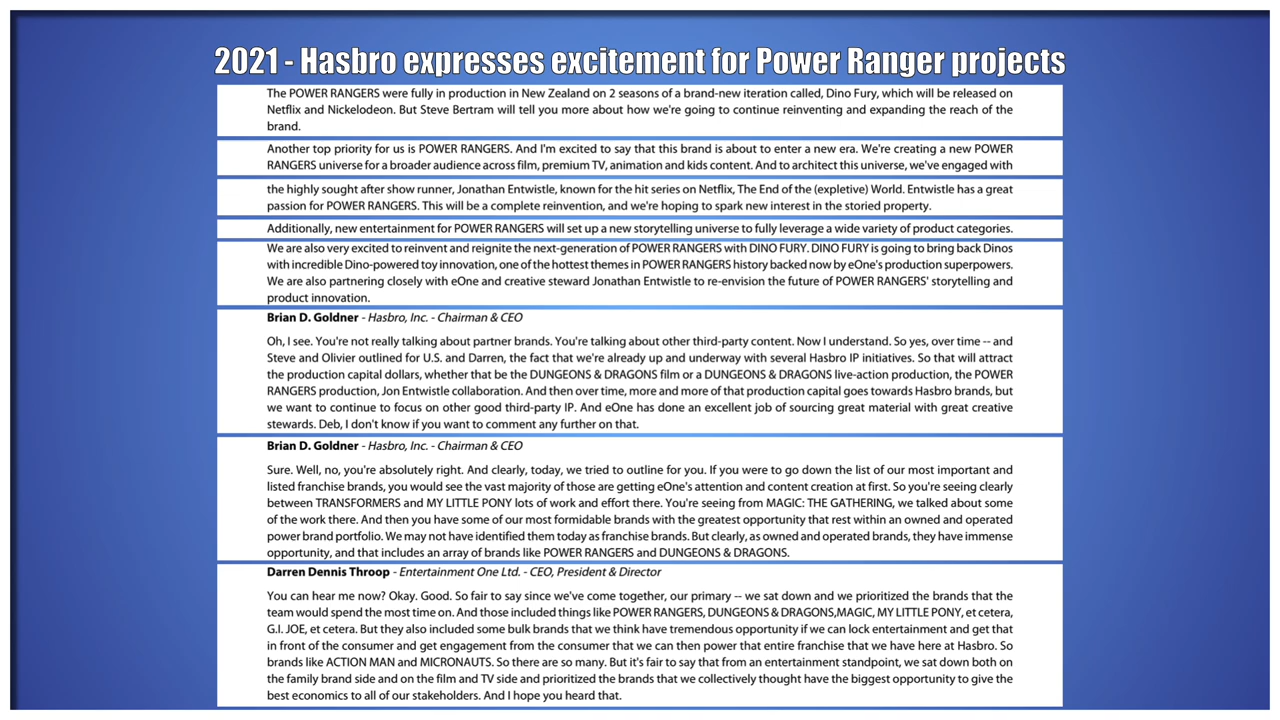 2021 - Hasbro expresses excitement for Power Ranger projects
The POWER RANGERS were fully in production in New Zealand on 2 seasons of a brand-new iteration called, Dino Fury, which will be released on
Netflix and Nickelodeon. But Steve Bertram will tell you more about how we're going to continue reinventing and expanding the reach of the
brand.
Another top priority for us is POWER RANGERS. And I'm excited to say that this brand is about to enter a new era. We're creating a new POWER
RANGERS universe for a broader audience across film, premium TV, animation and kids content. And to architect this universe, we've engaged with
the highly sought after show runner, Jonathan Entwistle, known for the hit series on Netflix, The End of the (expletive) World. Entwistle has a great
passion for POWER RANGERS. This will be a complete reinvention, and we're hoping to spark new interest in the storied property.
Additionally, new entertainment for POWER RANGERS will set up a new storytelling universe to fully leverage a wide variety of product categories.
We are also very excited to reinvent and reignite the next-generation of POWER RANGERS with DINO FURY. DINO FURY is going to bring back Dinos
with incredible Dino-powered toy innovation, one of the hottest themes in POWER RANGERS history backed now by eOne's production superpowers.
We are also partnering closely with eOne and creative steward Jonathan Entwistle to re-envision the future of POWER RANGERS' storytelling and
product innovation.
Brian D. Goldner - Hasbro, Inc. - Chairman & CEO
Oh, I see. You're not really talking about partner brands. You're talking about other third-party content. Now I understand. So yes, over time -- and
Steve and Olivier outlined for U.S. and Darren, the fact that we're already up and underway with several Hasbro IP initiatives. So that will attract
the production capital dollars, whether that be the DUNGEONS & DRAGONS film or a DUNGEONS & DRAGONS live-action production, the POWER
RANGERS production, Jon Entwistle collaboration. And then over time, more and more of that production capital goes towards Hasbro brands, but
we want to continue to focus on other good third-party IP. And eOne has done an excellent job of sourcing great material with great creative
stewards. Deb, I don't know if you want to comment any further on that.
Brian D. Goldner - Hasbro, Inc. - Chairman & CEO
Sure. Well, no, you're absolutely right. And clearly, today, we tried to outline for you. If you were to go down the list of our most important and
listed franchise brands, you would see the vast majority of those are getting eOne's attention and content creation at first. So you're seeing clearly
between TRANSFORMERS and MY LITTLE PONY lots of work and effort there. You're seeing from MAGIC: THE GATHERING, we talked about some
of the work there. And then you have some of our most formidable brands with the greatest opportunity that rest within an owned and operated
power brand portfolio. We may not have identified them today as franchise brands. But clearly, as owned and operated brands, they have immense
opportunity, and that includes an array of brands like POWER RANGERS and DUNGEONS & DRAGONS.
Darren Dennis Throop - Entertainment One Ltd. - CEO, President & Director
You can hear me now? Okay. Good. So fair to say since we've come together, our primary -- we sat down and we prioritized the brands that the
team would spend the most time on. And those included things like POWER RANGERS, DUNGEONS & DRAGONS,MAGIC, MY LITTLE PONY, et cetera,
G.I. JOE, et cetera. But they also included some bulk brands that we think have tremendous opportunity if we can lock entertainment and get that
in front of the consumer and get engagement from the consumer that we can then power that entire franchise that we have here at Hasbro. So
brands like ACTION MAN and MICRONAUTS. So there are so many. But it's fair to say that from an entertainment standpoint, we sat down both on
the family brand side and on the film and TV side and prioritized the brands that we collectively thought have the biggest opportunity to give the
best economics to all of our stakeholders. And I hope you heard that.